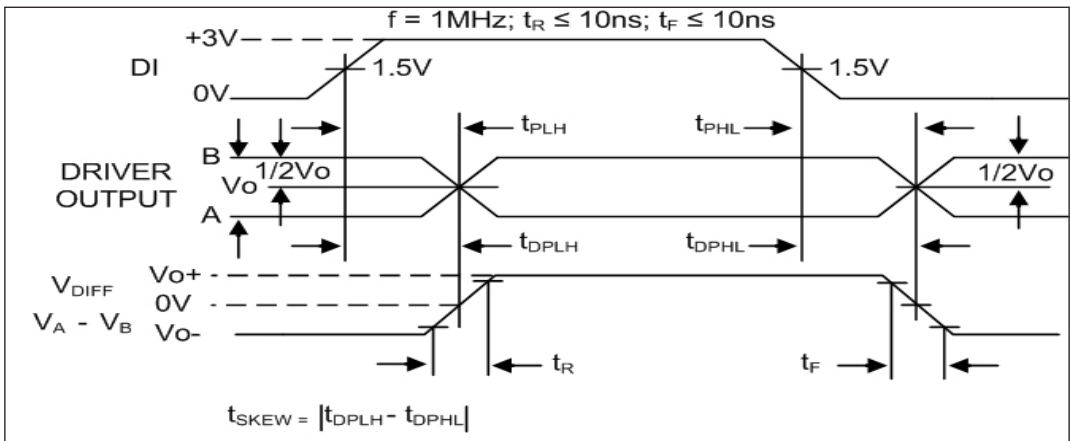 f = 1MHz; tR ≤ 10ns; tF ≤ 10ns
+3V
DI
1.5V
1.5V
0V
tPLH
tPHL
B
DRIVER OUTPUT
1/2Vo
Vo
1/2Vo
A
tDPLH
tDPHL
Vo+
VDIFF
0V
VA - VB
Vo-
tR
tF
tSKEW = |tDPLH - tDPHL|